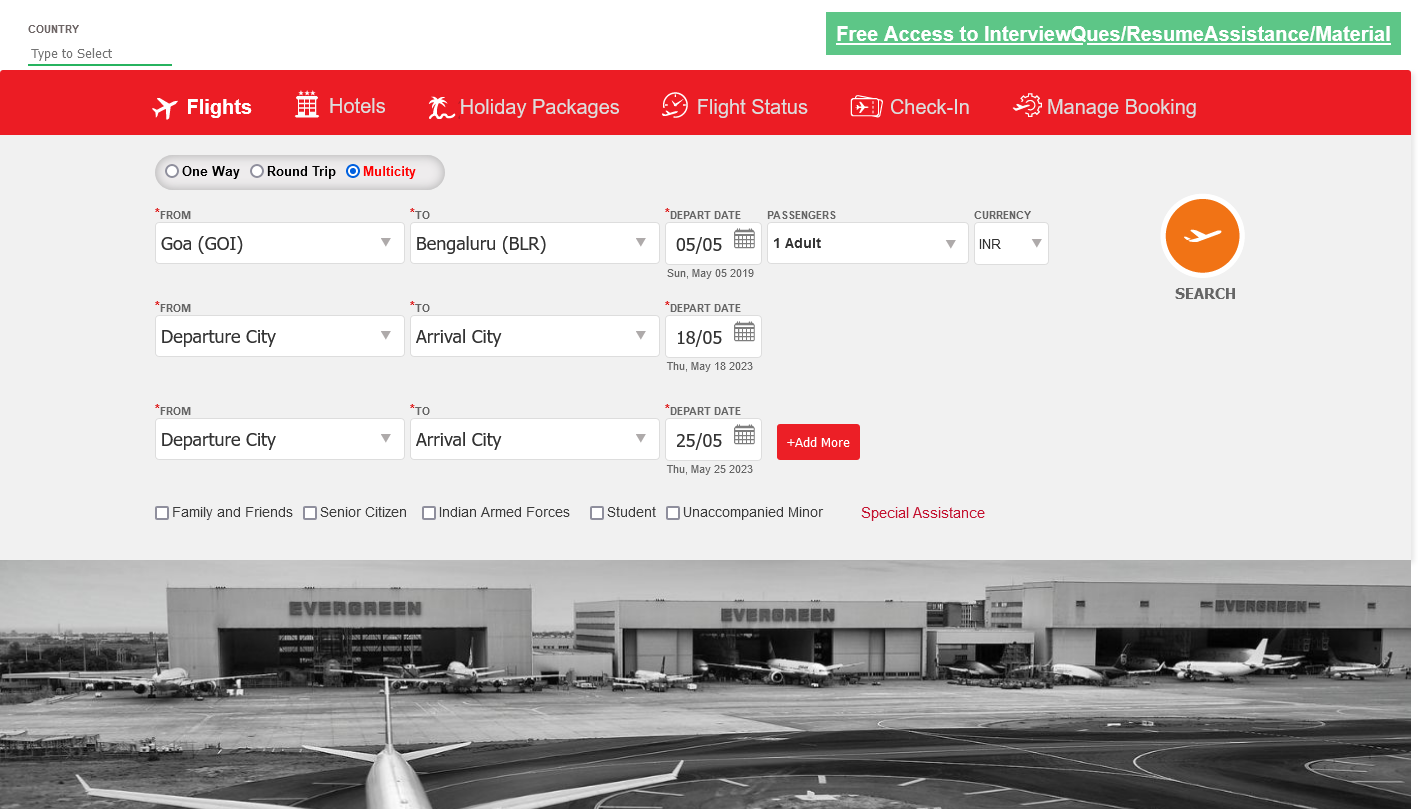 COUNTRY
Type to Select
Free Access to InterviewQues/ResumeAssistance/Material
Flights Hotels Holiday Packages Flight Status Check-In Manage Booking
One Way Round Trip Multicity
*FROM *TO *DEPART DATE PASSENGERS CURRENCY
Goa (GOI) Bengaluru (BLR) 05/05 1 Adult INR
Sun, May 05 2019
SEARCH
*FROM *TO *DEPART DATE
Departure City Arrival City 18/05
Thu, May 18 2023
*FROM *TO *DEPART DATE
Departure City Arrival City 25/05 +Add More
Thu, May 25 2023
Family and Friends Senior Citizen Indian Armed Forces Student Unaccompanied Minor Special Assistance
EVERGREEN EVERGREEN EVERGREEN